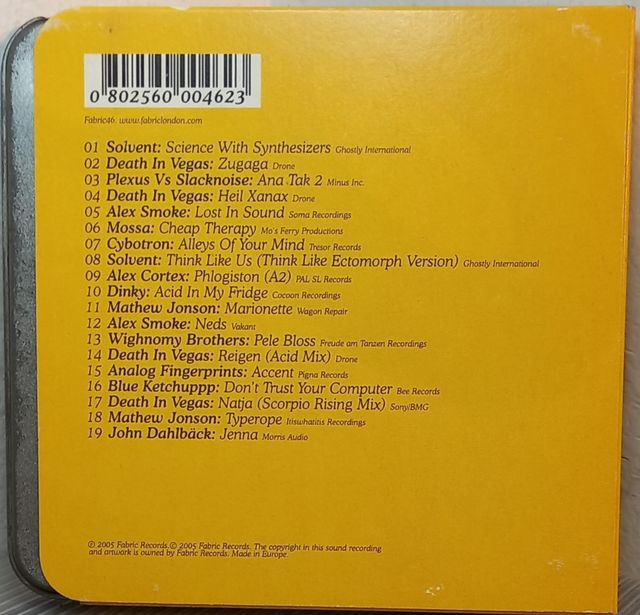 0 802560 004623
Fabric46. www.fabriclondon.com
01 Solvent: Science With Synthesizers Ghostly International
02 Death In Vegas: Zugaga Drone
03 Plexus Vs Slacknoise: Ana Tak 2 Minus Inc.
04 Death In Vegas: Heil Xanax Drone
05 Alex Smoke: Lost In Sound Soma Recordings
06 Mossa: Cheap Therapy Mo's Ferry Productions
07 Cybotron: Alleys Of Your Mind Tresor Records
08 Solvent: Think Like Us (Think Like Ectomorph Version) Ghostly International
09 Alex Cortex: Phlogiston (A2) PAL SL Records
10 Dinky: Acid In My Fridge Cocoon Recordings
11 Mathew Jonson: Marionette Wagon Repair
12 Alex Smoke: Neds Vakant
13 Wighnomy Brothers: Pele Bloss Freude am Tanzen Recordings
14 Death In Vegas: Reigen (Acid Mix) Drone
15 Analog Fingerprints: Accent Pigna Records
16 Blue Ketchuppp: Don't Trust Your Computer Bee Records
17 Death In Vegas: Natja (Scorpio Rising Mix) Sony/BMG
18 Mathew Jonson: Typerope Itiswhatitis Recordings
19 John Dahlbäck: Jenna Morris Audio
℗ 2005 Fabric Records.© 2005 Fabric Records. The copyright in this sound recording
and artwork is owned by Fabric Records. Made in Europe.